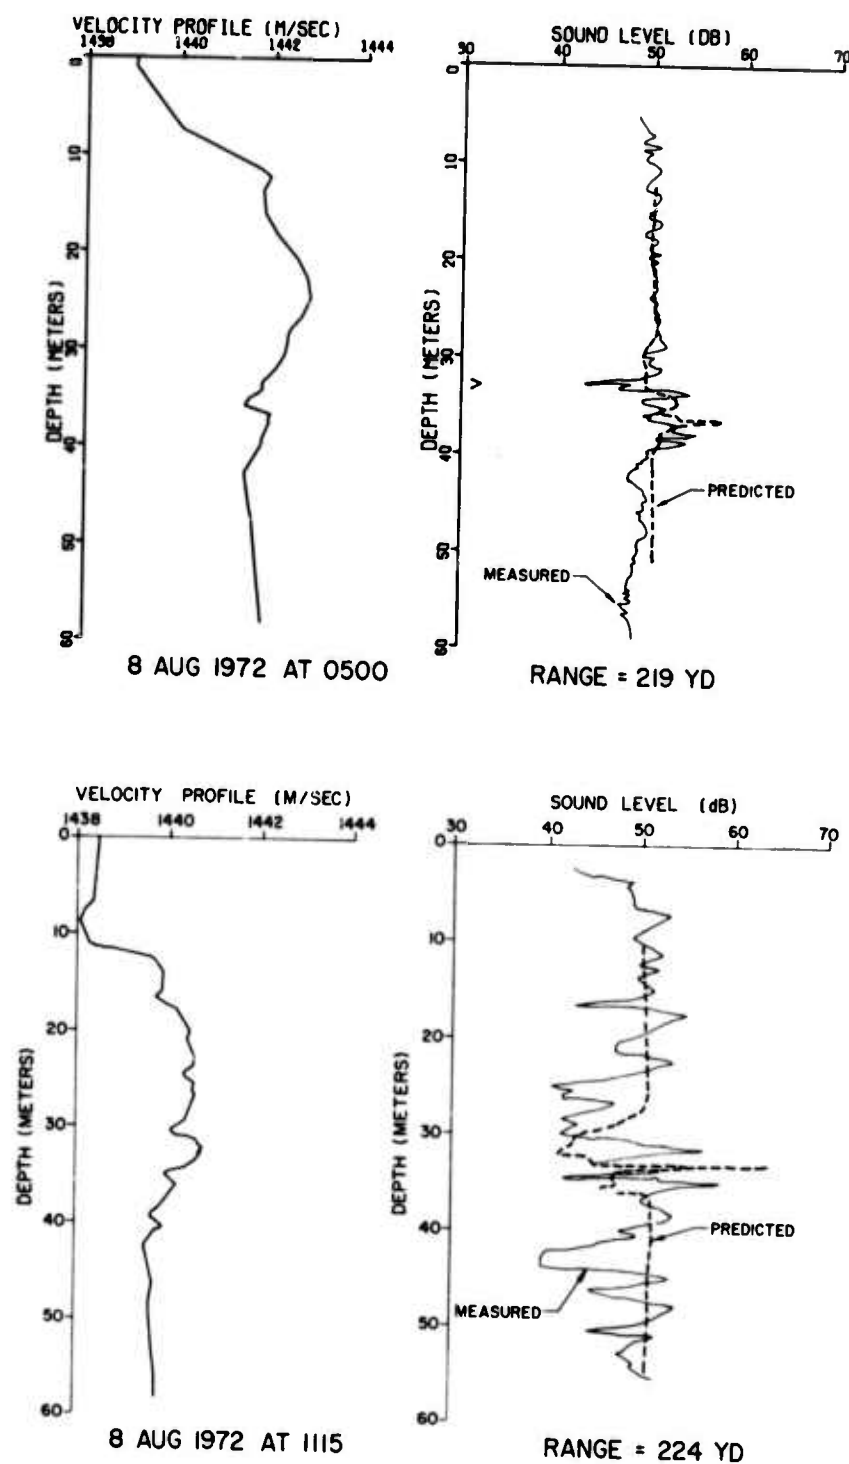 VELOCITY PROFILE (M/SEC)
1438 1440 1442 1444
0
10
20
30
40
50
60
DEPTH (METERS)
8 AUG 1972 AT 0500
SOUND LEVEL (DB)
30 40 50 60 70
0
10
20
30
40
50
60
DEPTH (METERS)
>
PREDICTED
MEASURED
RANGE = 219 YD
VELOCITY PROFILE (M/SEC)
1438 1440 1442 1444
0
10
20
30
40
50
60
DEPTH (METERS)
8 AUG 1972 AT 1115
SOUND LEVEL (dB)
30 40 50 60 70
0
10
20
30
40
50
60
DEPTH (METERS)
PREDICTED
MEASURED
RANGE = 224 YD